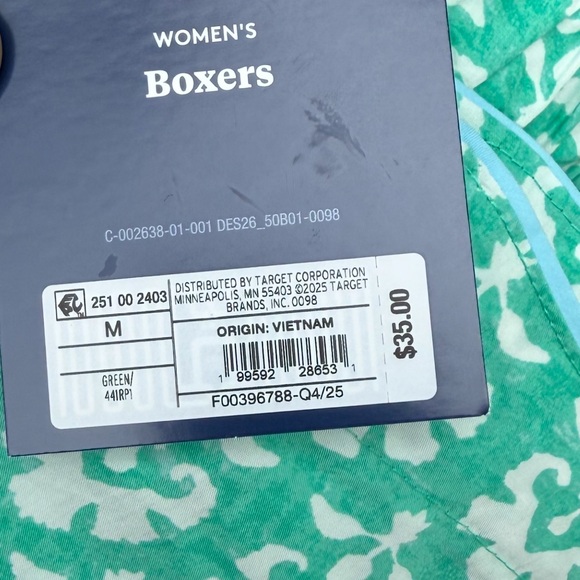 WOMEN'S
Boxers
C-002638-01-001 DES26_50B01-0098
251 00 2403
M
GREEN/
441RP1
DISTRIBUTED BY TARGET CORPORATION
MINNEAPOLIS, MN 55403 ©2025 TARGET
BRANDS, INC. 0098
ORIGIN: VIETNAM
1 99592 28653 1
F00396788-Q4/25
$35.00